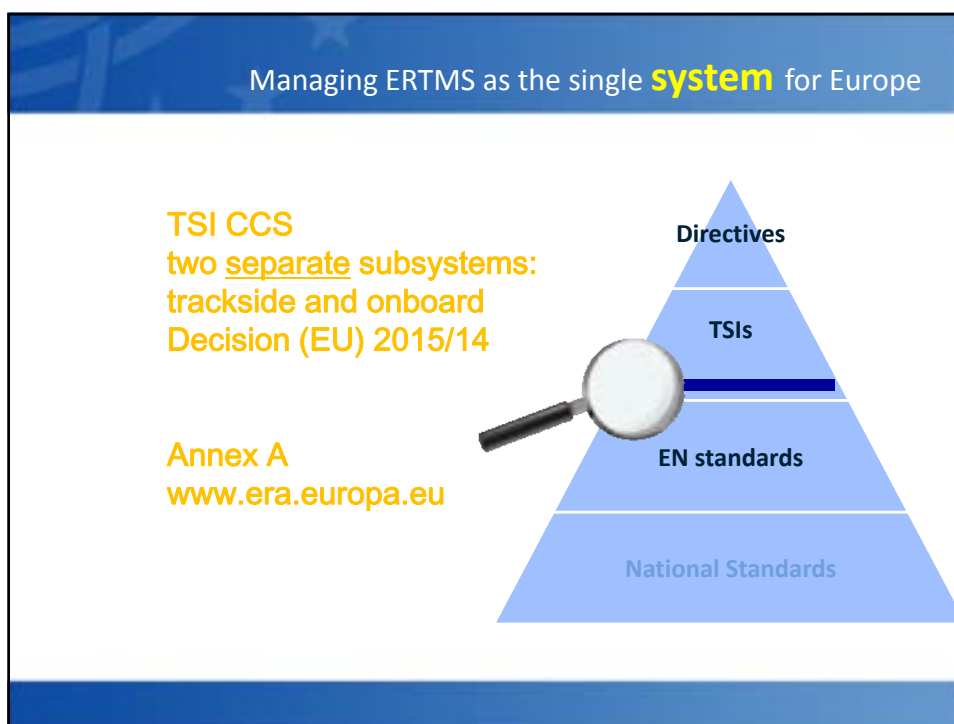 Managing ERTMS as the single system for Europe
TSI CCS
two separate subsystems:
trackside and onboard
Decision (EU) 2015/14
Annex A
www.era.europa.eu
Directives
TSIs
EN standards
National Standards